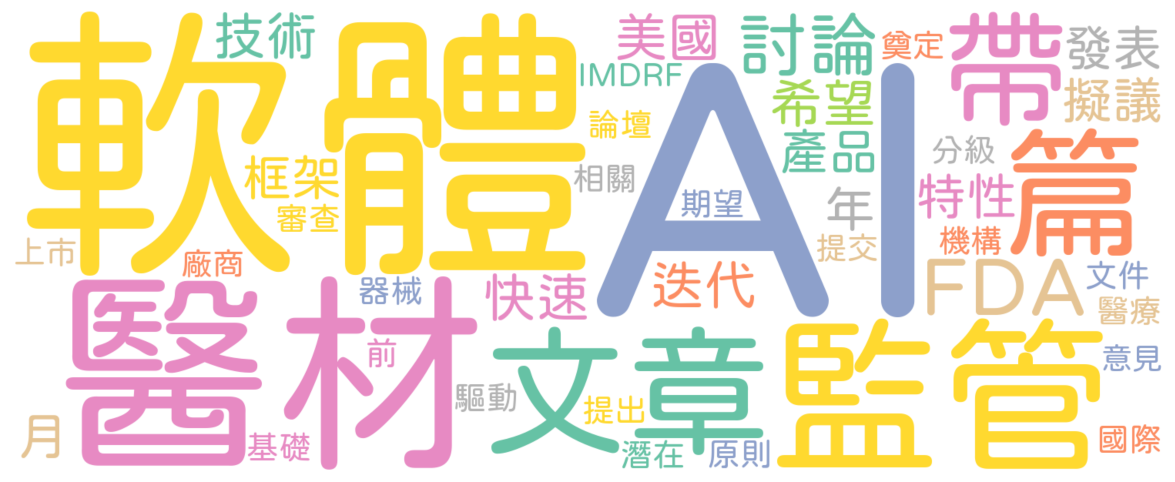 軟體
AI
技術
美國
討論
奠定
帶
發表
IMDRF
希望
擬議
論壇
產品
框架
相關
分級
篇
審查
期望
年
特性
上市
廠商
提交
機構
器械
快速
迭代
FDA
文件
醫療
醫材
前
文章
監管
意見
驅動
提出
月
基礎
潛在
原則
國際